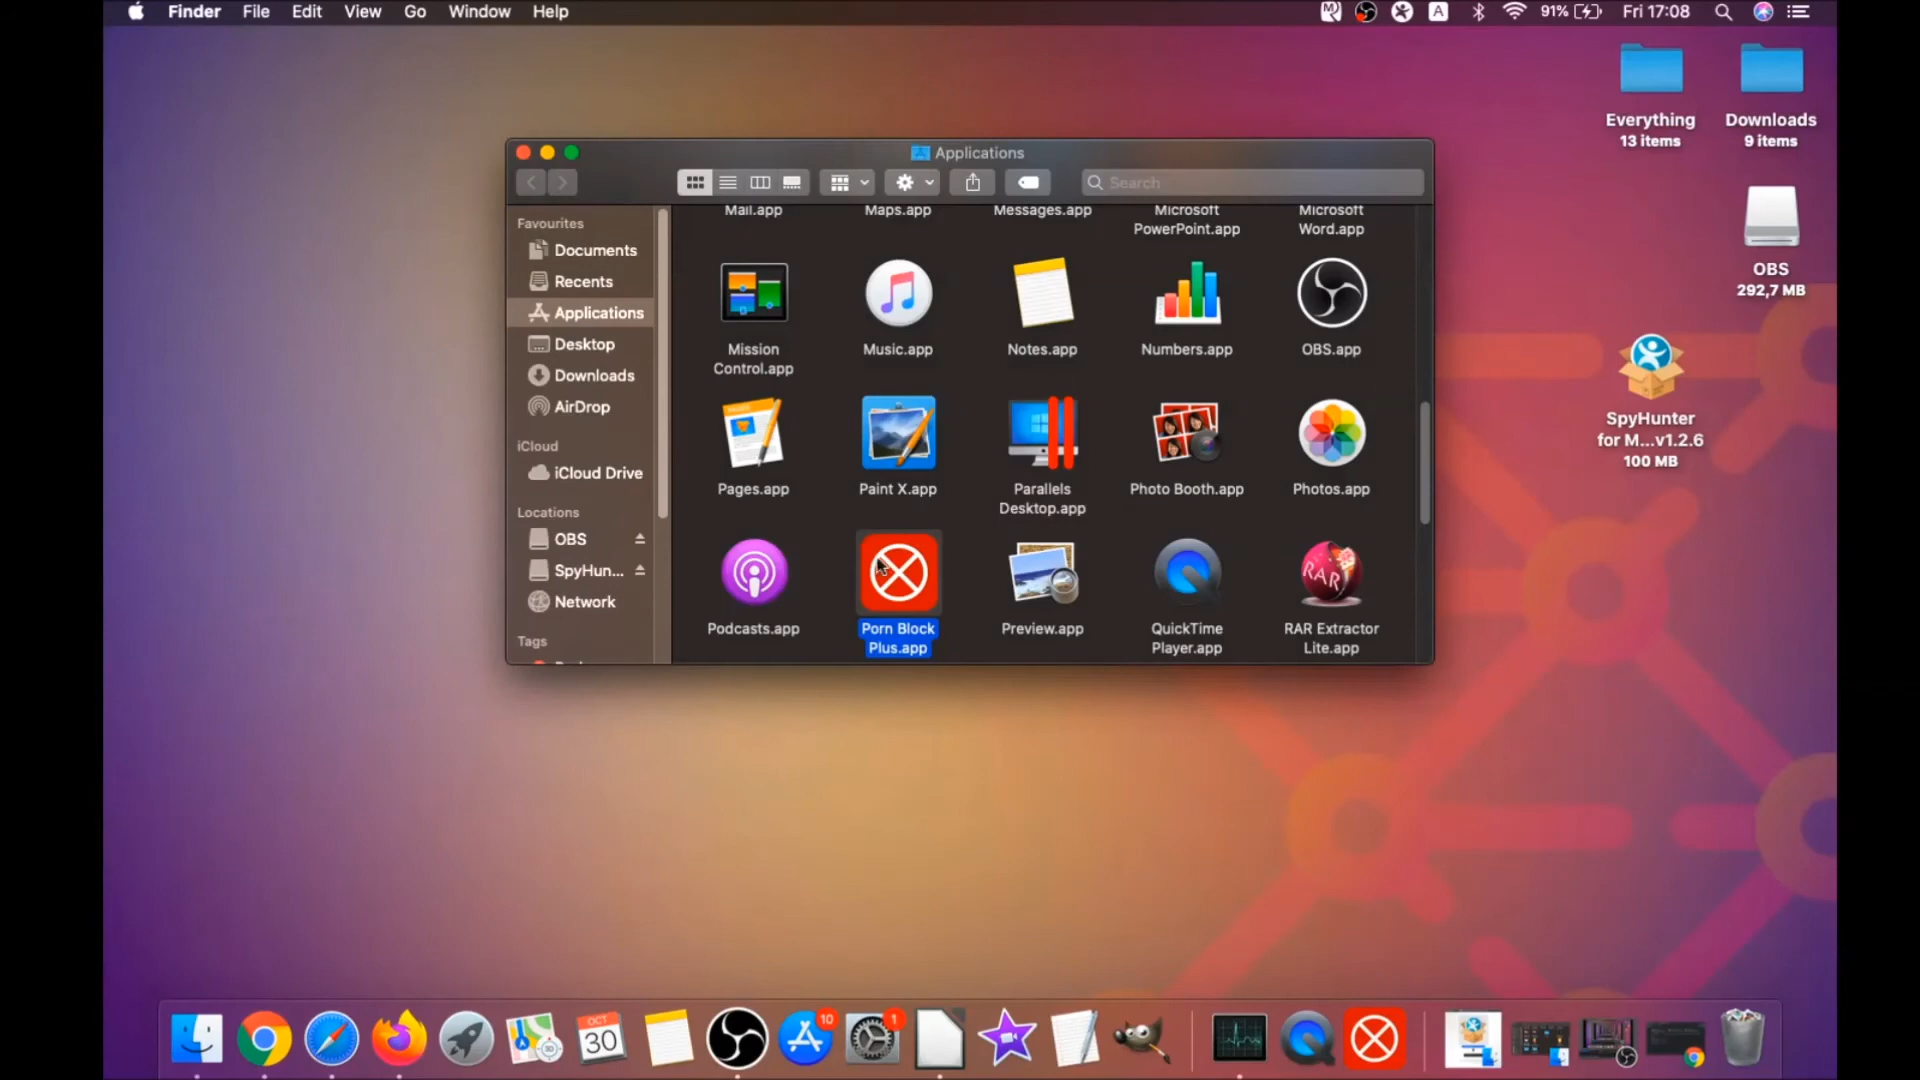 Finder File Edit View Go Window Help
A 91% Fri 17:08
Everything
13 items
Downloads
9 items
OBS
292,7 MB
SpyHunter
for M...v1.2.6
100 MB
Applications
Search
Favourites
Documents
Recents
Applications
Desktop
Downloads
AirDrop
iCloud
iCloud Drive
Locations
OBS
SpyHun...
Network
Tags
Mail.app
Maps.app
Messages.app
Microsoft
PowerPoint.app
Microsoft
Word.app
Mission
Control.app
Music.app
Notes.app
Numbers.app
OBS.app
Pages.app
Paint X.app
Parallels
Desktop.app
Photo Booth.app
Photos.app
Podcasts.app
Porn Block
Plus.app
Preview.app
QuickTime
Player.app
RAR
RAR Extractor
Lite.app
OCT
30
10
1